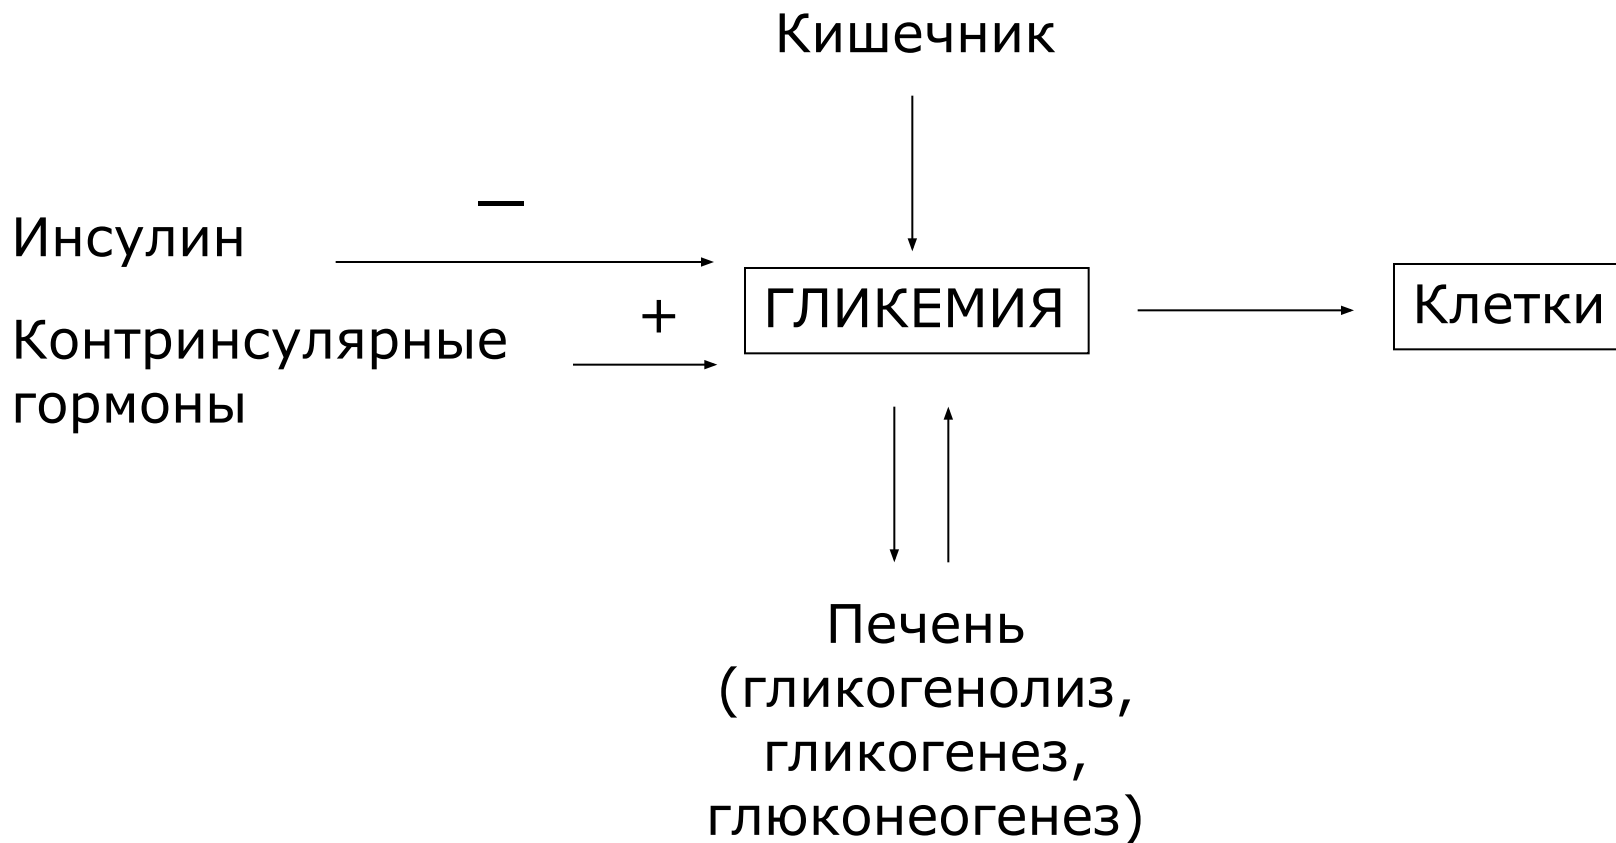 Кишечник
—
Инсулин
+
ГЛИКЕМИЯ
Клетки
Контринсулярные
гормоны
Печень
(гликогенолиз,
гликогенез,
глюконеогенез)